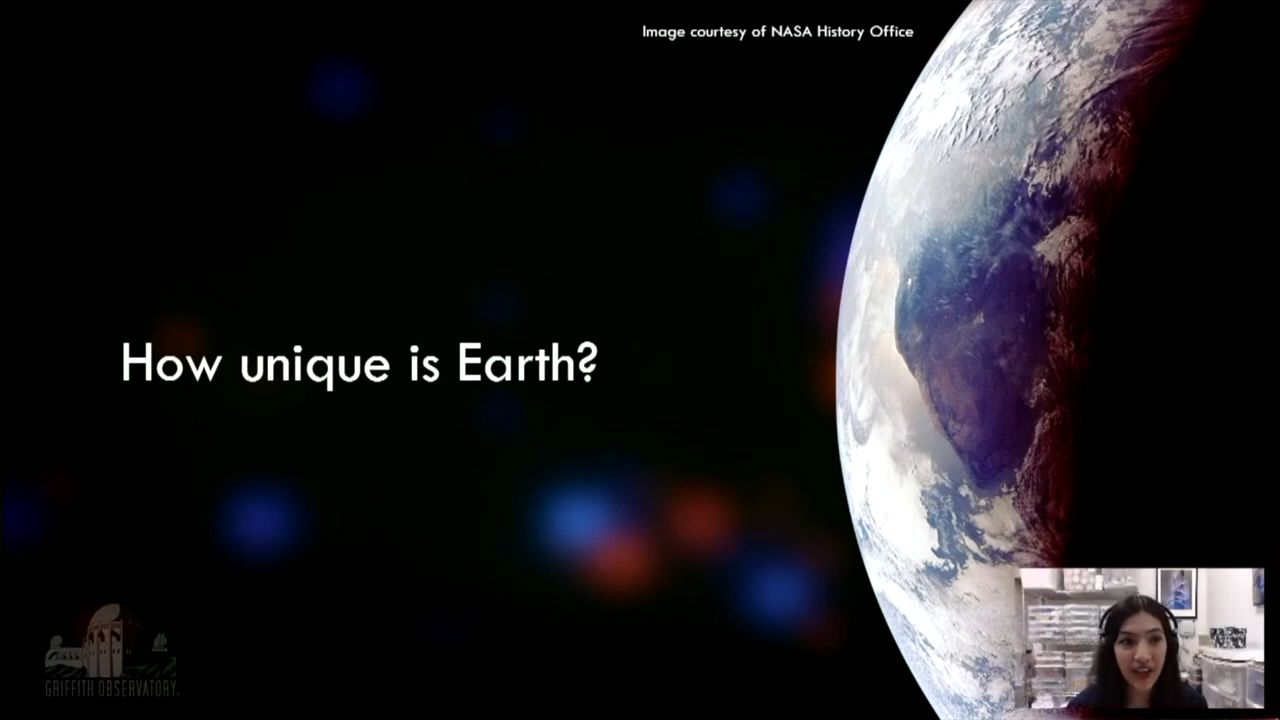 Image courtesy of NASA History Office
How unique is Earth?
GRIFFITH OBSERVATORY